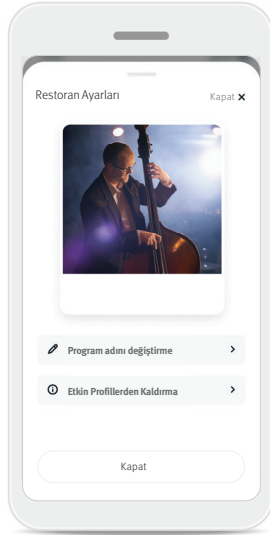 Restoran Ayarları
Kapat ✕
Program adını değiştirme
Etkin Profillerden Kaldırma
Kapat